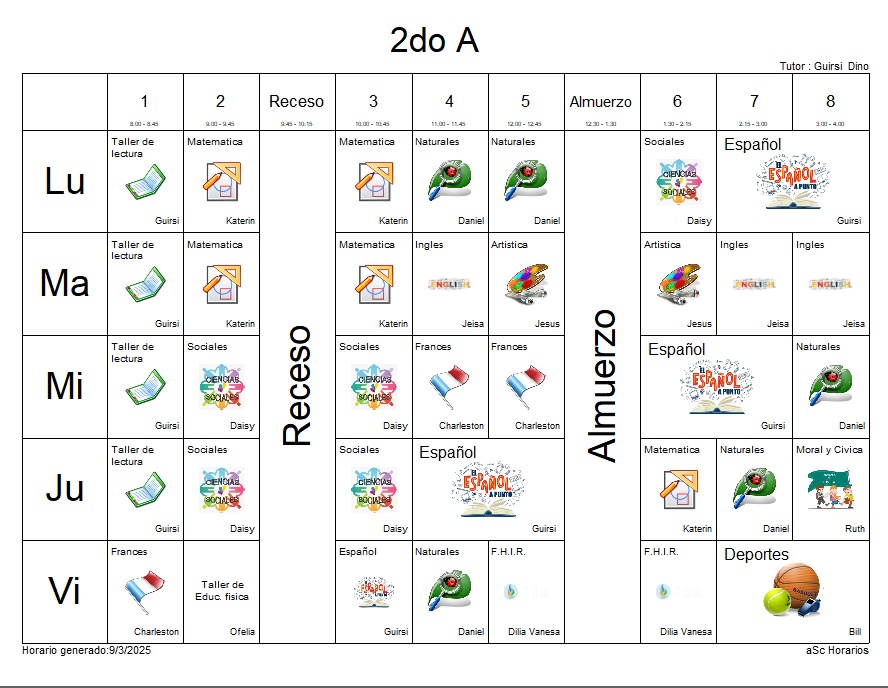 2do A
Tutor : Guirsi Dino
1 2 Receso 3 4 5 Almuerzo 6 7 8
8.00 - 8.45 9.00 - 9.45 9.45 - 10.15 10.00 - 10.45 11.00 - 11.45 12.00 - 12.45 12.30 - 1.30 1.30 - 2.15 2.15 - 3.00 3.00 - 4.00
Lu
Taller de
lectura
Guirsi
Matematica
Katerin
Matematica
Katerin
Naturales
Daniel
Naturales
Daniel
Sociales
CIENCIAS
SOCIALES
Daisy
Español
EL
ESPAÑOL
A PUNTO
Guirsi
Ma
Taller de
lectura
Guirsi
Matematica
Katerin
Matematica
Katerin
Ingles
ENGLISH
Jeisa
Artistica
Jesus
Artistica
Jesus
Ingles
ENGLISH
Jeisa
Ingles
ENGLISH
Jeisa
Receso
Almuerzo
Mi
Taller de
lectura
Guirsi
Sociales
CIENCIAS
SOCIALES
Daisy
Sociales
CIENCIAS
SOCIALES
Daisy
Frances
Charleston
Frances
Charleston
Español
EL
ESPAÑOL
A PUNTO
Guirsi
Naturales
Daniel
Ju
Taller de
lectura
Guirsi
Sociales
CIENCIAS
SOCIALES
Daisy
Sociales
CIENCIAS
SOCIALES
Daisy
Español
EL
ESPAÑOL
A PUNTO
Guirsi
Matematica
Katerin
Naturales
Daniel
Moral y Civica
Ruth
Vi
Frances
Charleston
Taller de
Educ. fisica
Ofelia
Español
EL
ESPAÑOL
A PUNTO
Guirsi
Naturales
Daniel
F.H.I.R.
Dilia Vanesa
F.H.I.R.
Dilia Vanesa
Deportes
Bill
Horario generado:9/3/2025
aSc Horarios